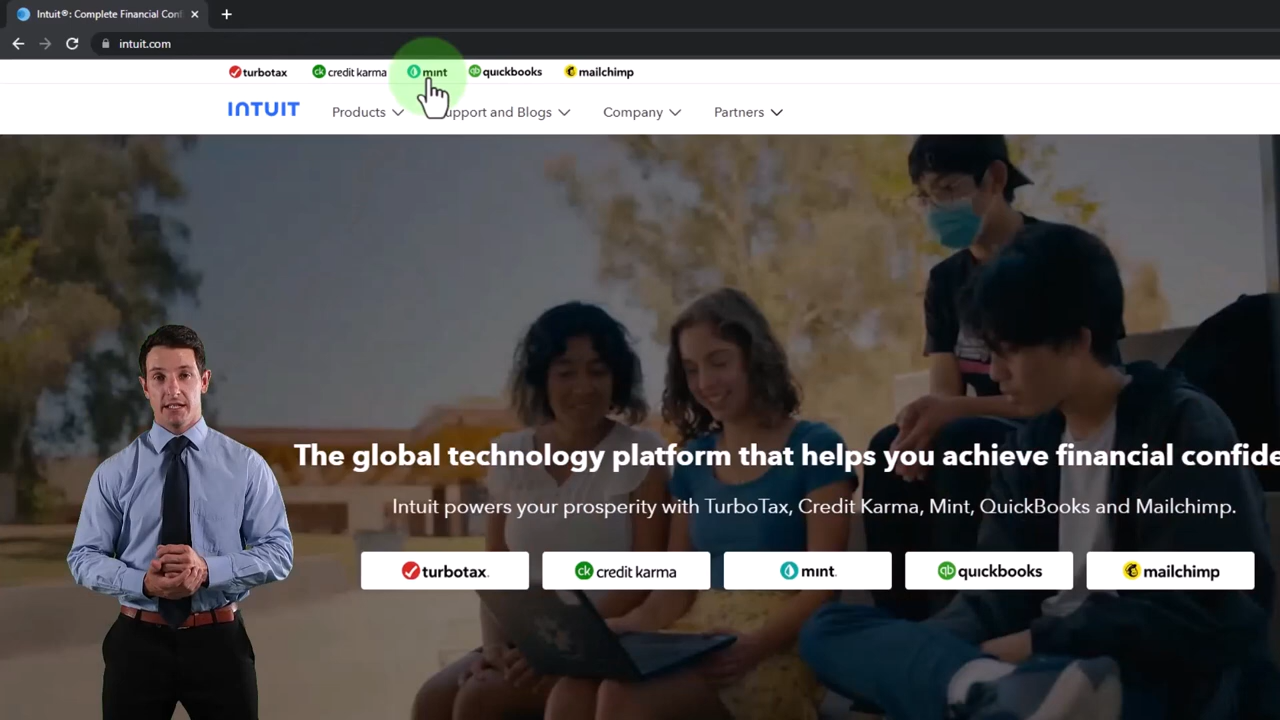 Intuit®: Complete Financial Conf
intuit.com
turbotax credit karma mint quickbooks mailchimp
INTUIT Products upport and Blogs Company Partners
The global technology platform that helps you achieve financial confide
Intuit powers your prosperity with TurboTax, Credit Karma, Mint, QuickBooks and Mailchimp.
turbotax. credit karma mint. quickbooks mailchimp